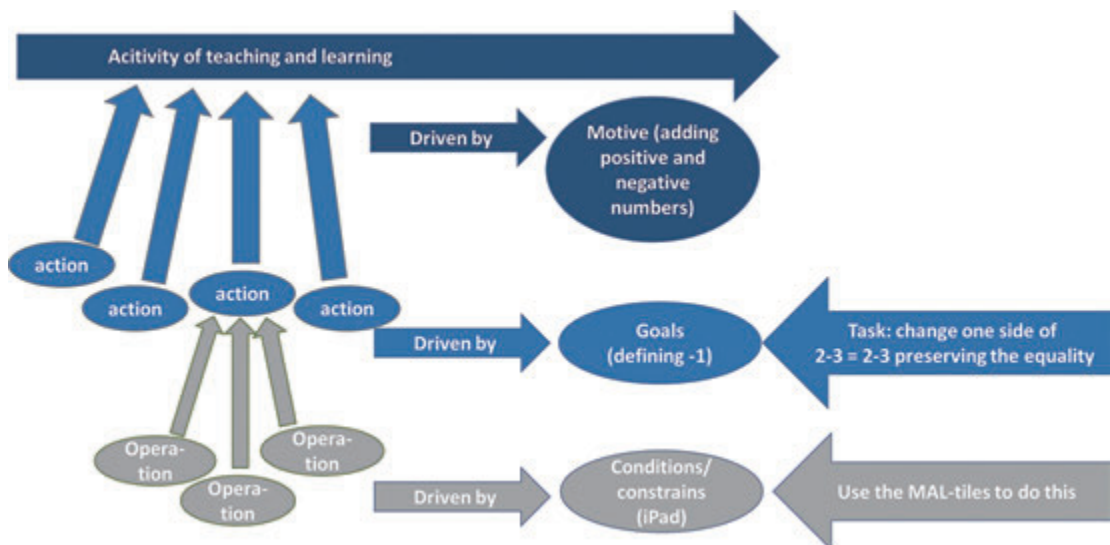 Acitivity of teaching and learning
Driven by
Motive (adding
positive and
negative
numbers)
action
action
action
action
Driven by
Goals
(defining -1)
Task: change one side of
2-3 = 2-3 preserving the equality
Opera-
tion
Opera-
tion
Opera-
tion
Driven by
Conditions/
constrains
(iPad)
Use the MAL-tiles to do this